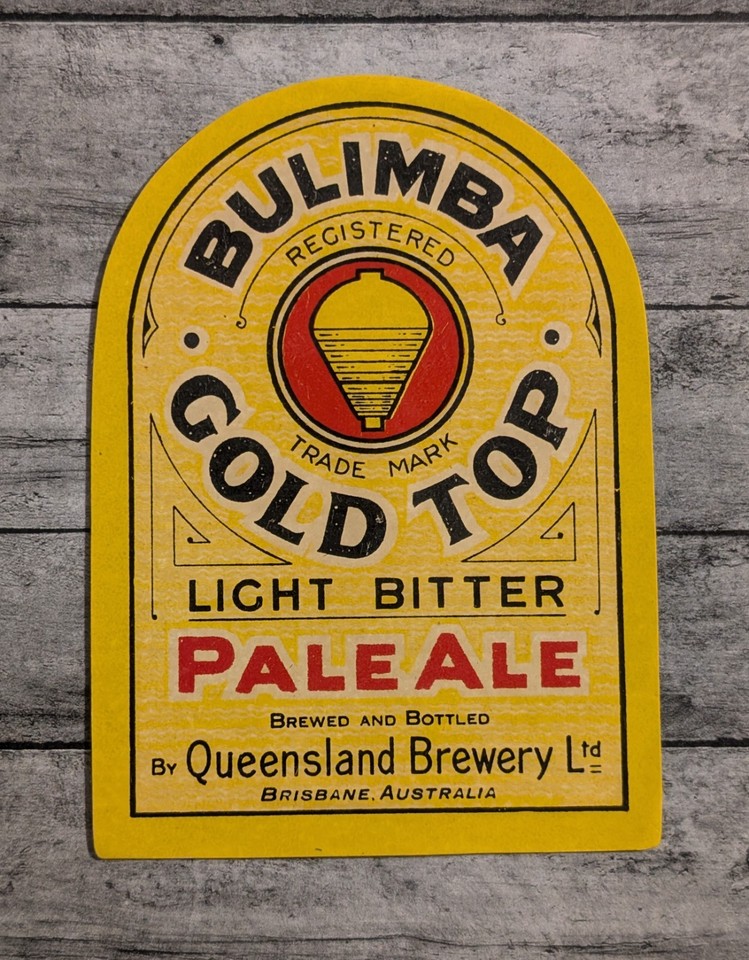 BULIMBA
REGISTERED
TRADE MARK
GOLD TOP
LIGHT BITTER
PALE ALE
BREWED AND BOTTLED
BY Queensland Brewery Ltd
BRISBANE, AUSTRALIA